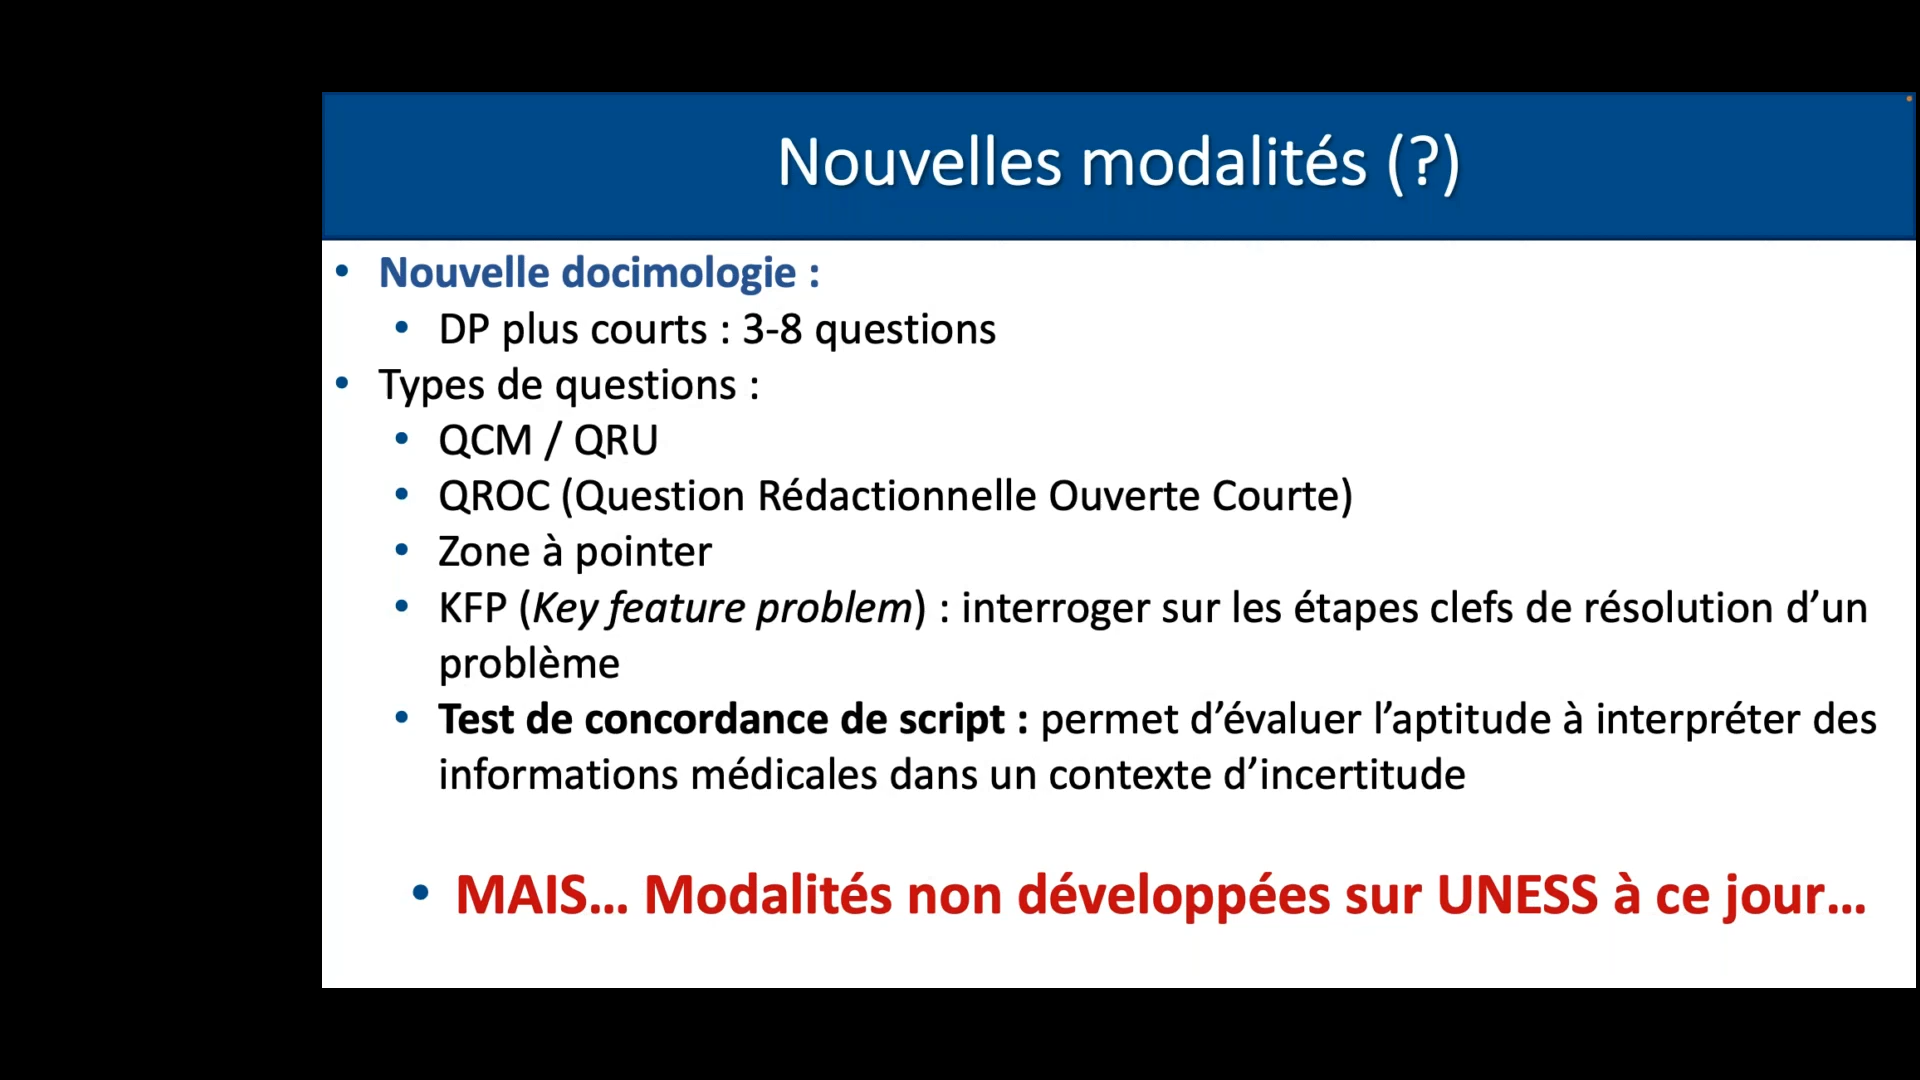 Nouvelles modalités (?)
• Nouvelle docimologie :
• DP plus courts : 3-8 questions
• Types de questions :
• QCM / QRU
• QROC (Question Rédactionnelle Ouverte Courte)
• Zone à pointer
• KFP (Key feature problem) : interroger sur les étapes clefs de résolution d’un
problème
• Test de concordance de script : permet d’évaluer l’aptitude à interpréter des
informations médicales dans un contexte d’incertitude
• MAIS… Modalités non développées sur UNESS à ce jour…